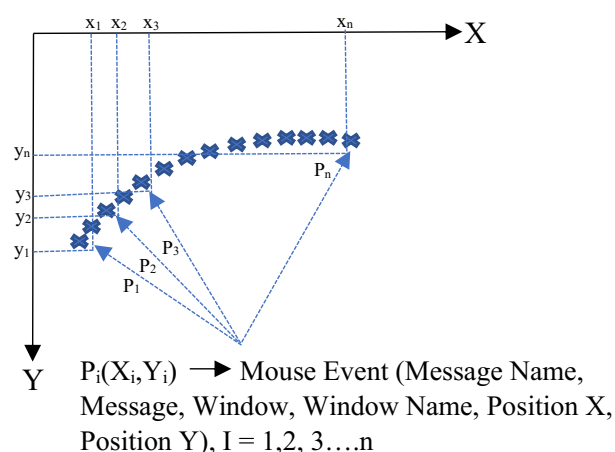 x₁ x₂ x₃ xₙ
X
yₙ
Pₙ
y₃
y₂
P₃
y₁
P₂
P₁
Y
Pᵢ(Xᵢ,Yᵢ) → Mouse Event (Message Name,
Message, Window, Window Name, Position X,
Position Y), I = 1,2, 3….n